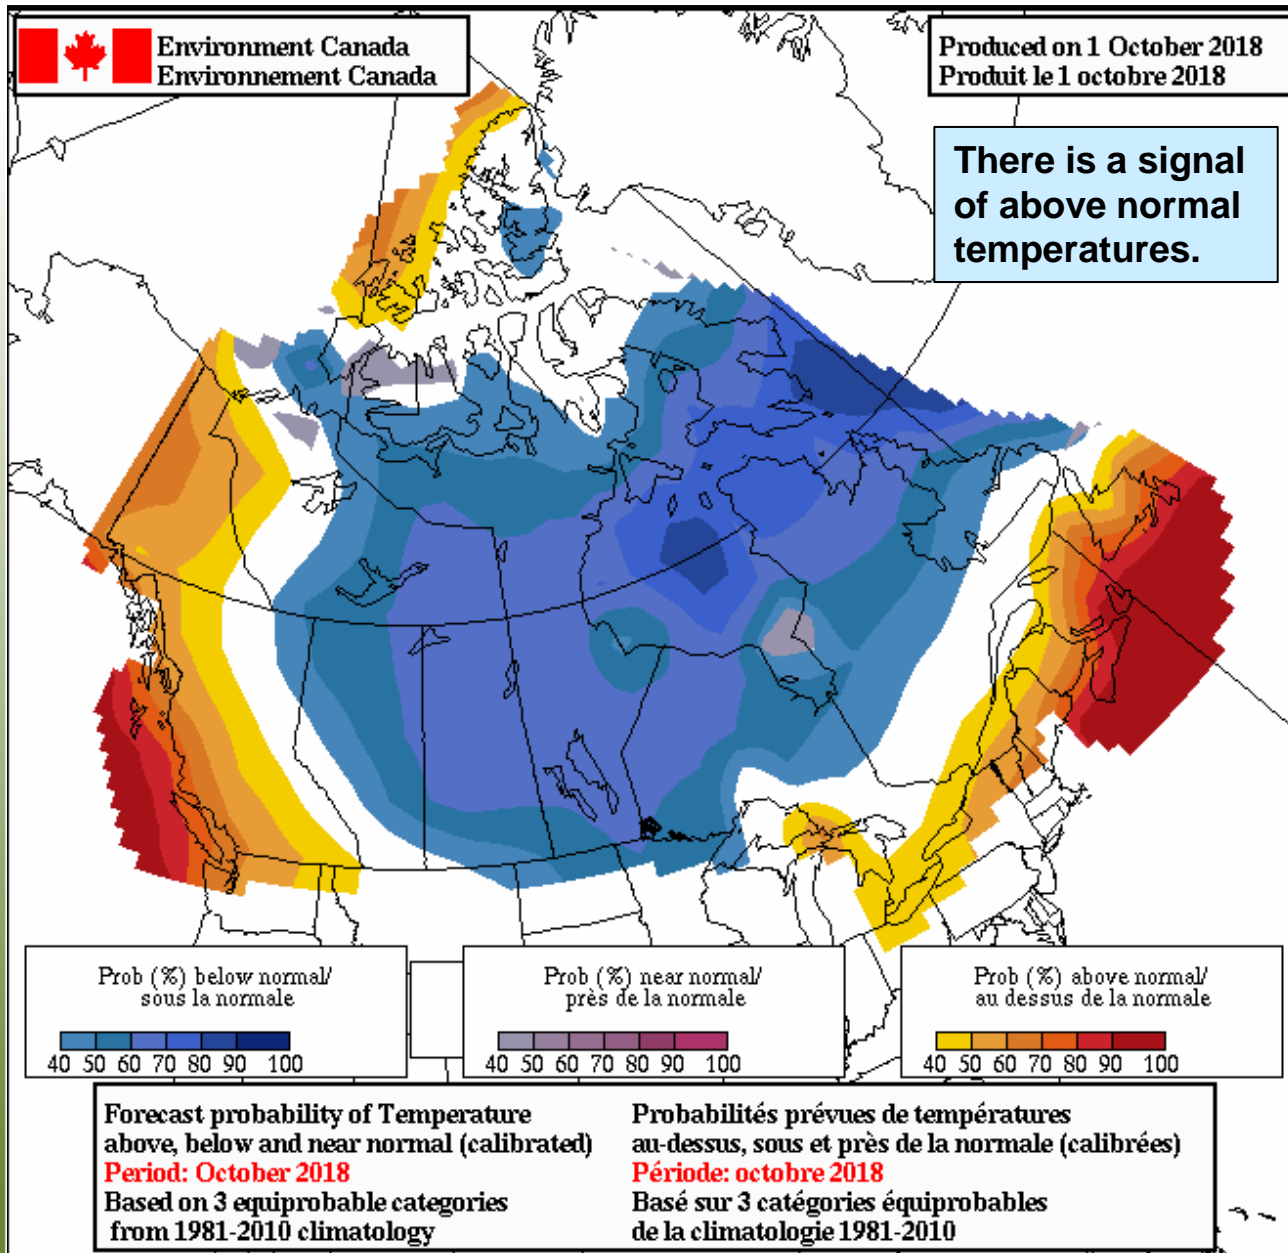 Environment Canada
Environnement Canada
Produced on 1 October 2018
Produit le 1 octobre 2018
There is a signal
of above normal
temperatures.
Prob (%) below normal/
sous la normale
40 50 60 70 80 90 100
Prob (%) near normal/
près de la normale
40 50 60 70 80 90 100
Prob (%) above normal/
au dessus de la normale
40 50 60 70 80 90 100
Forecast probability of Temperature
above, below and near normal (calibrated)
Period: October 2018
Based on 3 equiprobable categories
from 1981-2010 climatology
Probabilités prévues de températures
au-dessus, sous et près de la normale (calibrées)
Période: octobre 2018
Basé sur 3 catégories équiprobables
de la climatologie 1981-2010